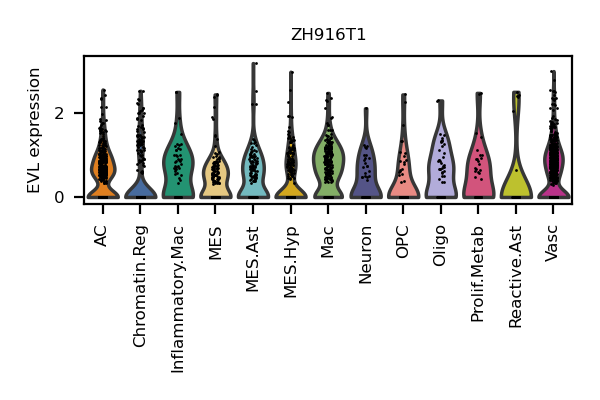 ZH916T1
EVL expression
2
0
AC
Chromatin.Reg
Inflammatory.Mac
MES
MES.Ast
MES.Hyp
Mac
Neuron
OPC
Oligo
Prolif.Metab
Reactive.Ast
Vasc